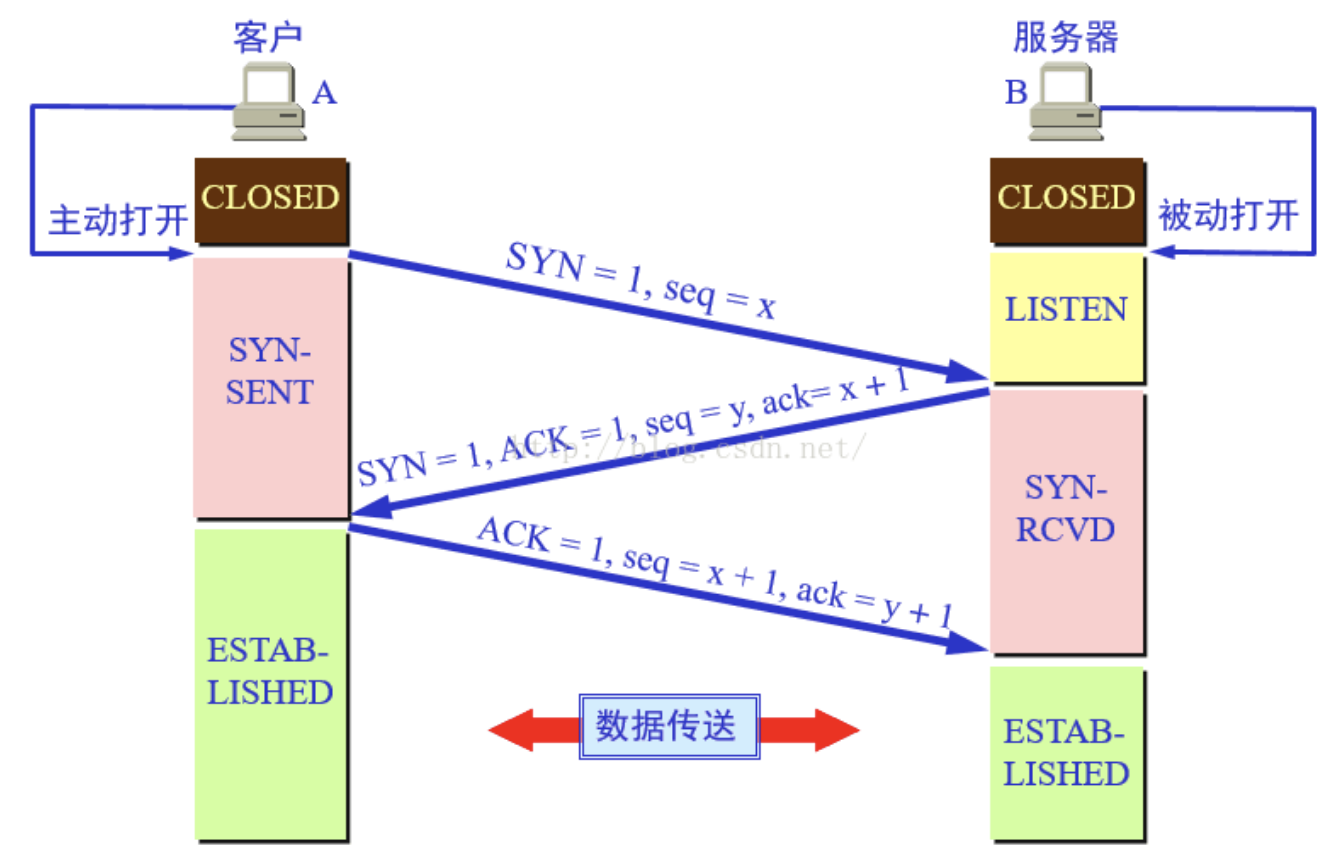 客户
服务器
A
B
CLOSED
CLOSED
主动打开
被动打开
SYN = 1, seq = x
LISTEN
SYN-
SENT
SYN = 1, ACK = 1, seq = y, ack= x + 1
http://blog.csdn.net/
SYN-
RCVD
ACK = 1, seq = x + 1, ack = y + 1
ESTAB-
LISHED
数据传送
ESTAB-
LISHED